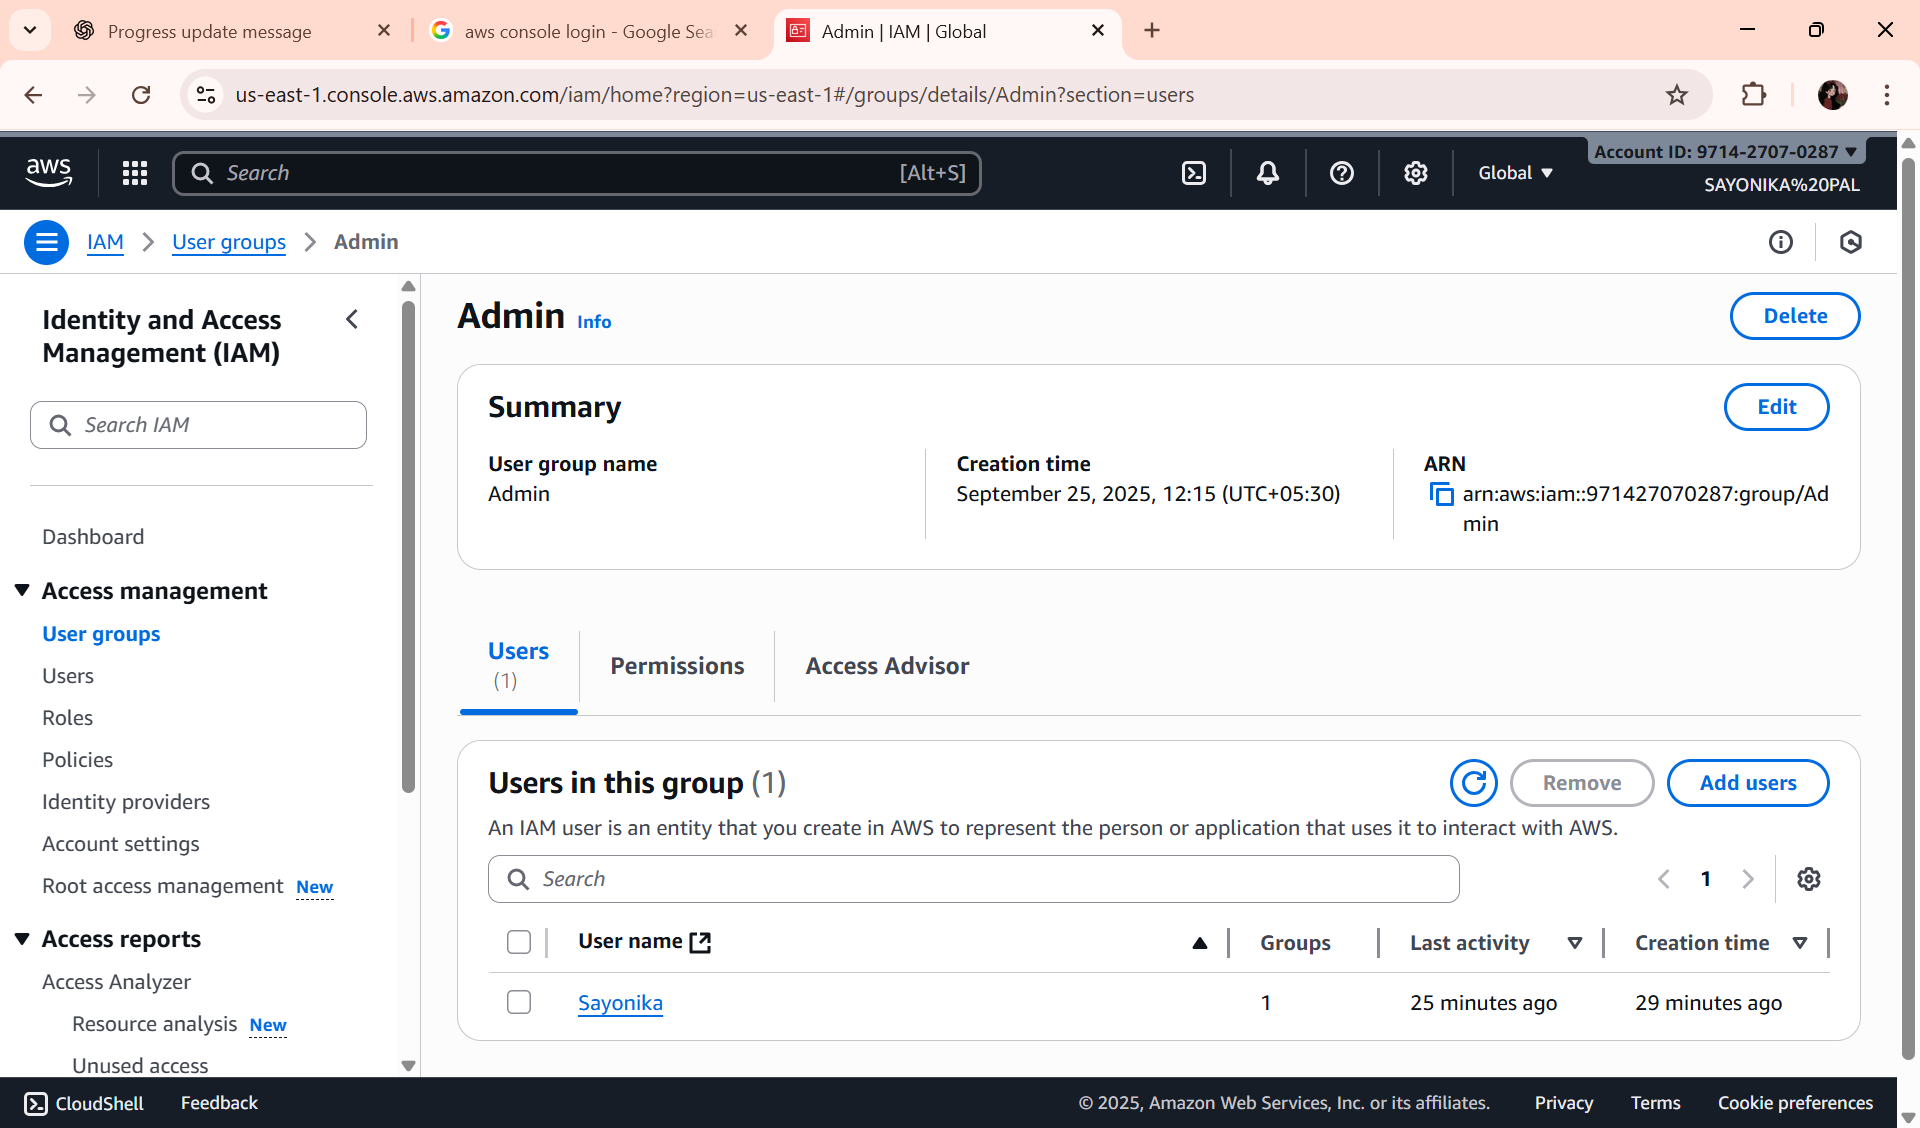 Progress update message
aws console login - Google Sea
Admin | IAM | Global
us-east-1.console.aws.amazon.com/iam/home?region=us-east-1#/groups/details/Admin?section=users
aws
Search [Alt+S]
Global
Account ID: 9714-2707-0287
SAYONIKA%20PAL
IAM > User groups > Admin
Identity and Access
Management (IAM)
Search IAM
Dashboard
Access management
User groups
Users
Roles
Policies
Identity providers
Account settings
Root access management New
Access reports
Access Analyzer
Resource analysis New
Unused access
Admin Info
Delete
Summary
Edit
User group name
Admin
Creation time
September 25, 2025, 12:15 (UTC+05:30)
ARN
arn:aws:iam::971427070287:group/Ad
min
Users
(1)
Permissions
Access Advisor
Users in this group (1)
Remove
Add users
An IAM user is an entity that you create in AWS to represent the person or application that uses it to interact with AWS.
Search
1
User name Groups Last activity Creation time
Sayonika 1 25 minutes ago 29 minutes ago
CloudShell Feedback © 2025, Amazon Web Services, Inc. or its affiliates. Privacy Terms Cookie preferences